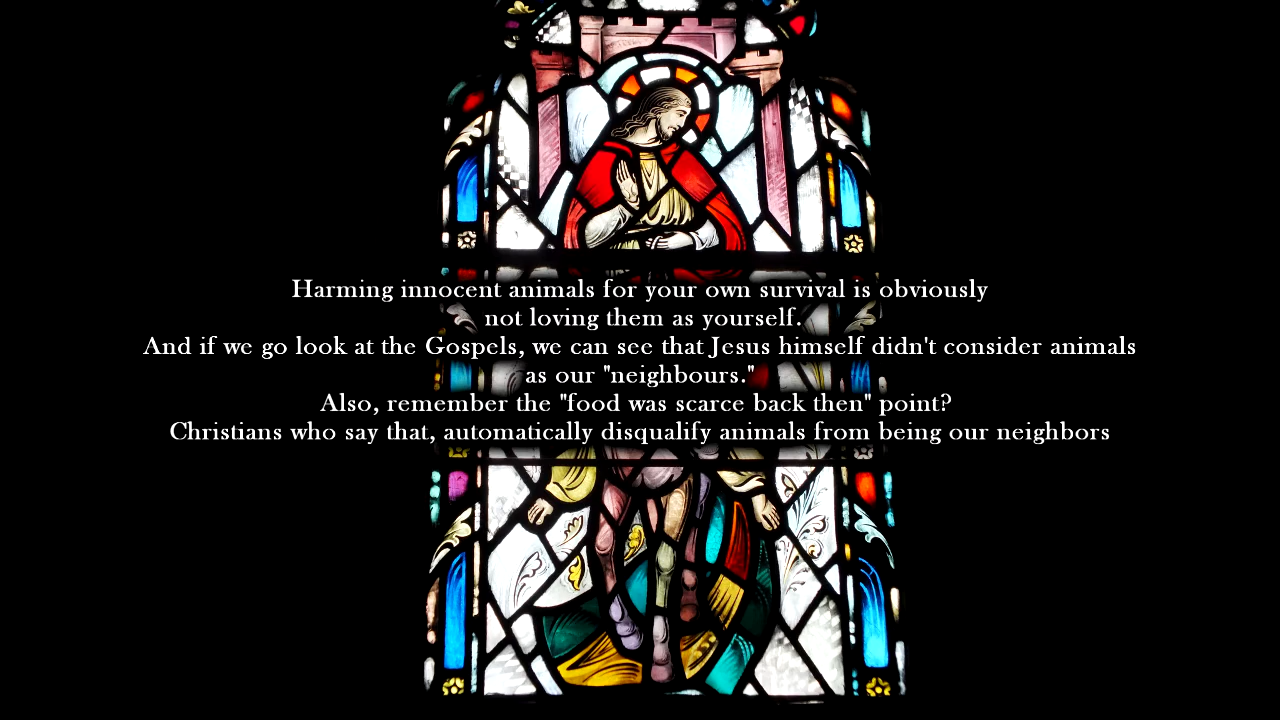 Harming innocent animals for your own survival is obviously
not loving them as yourself.
And if we go look at the Gospels, we can see that Jesus himself didn't consider animals
as our "neighbours."
Also, remember the "food was scarce back then" point?
Christians who say that, automatically disqualify animals from being our neighbors